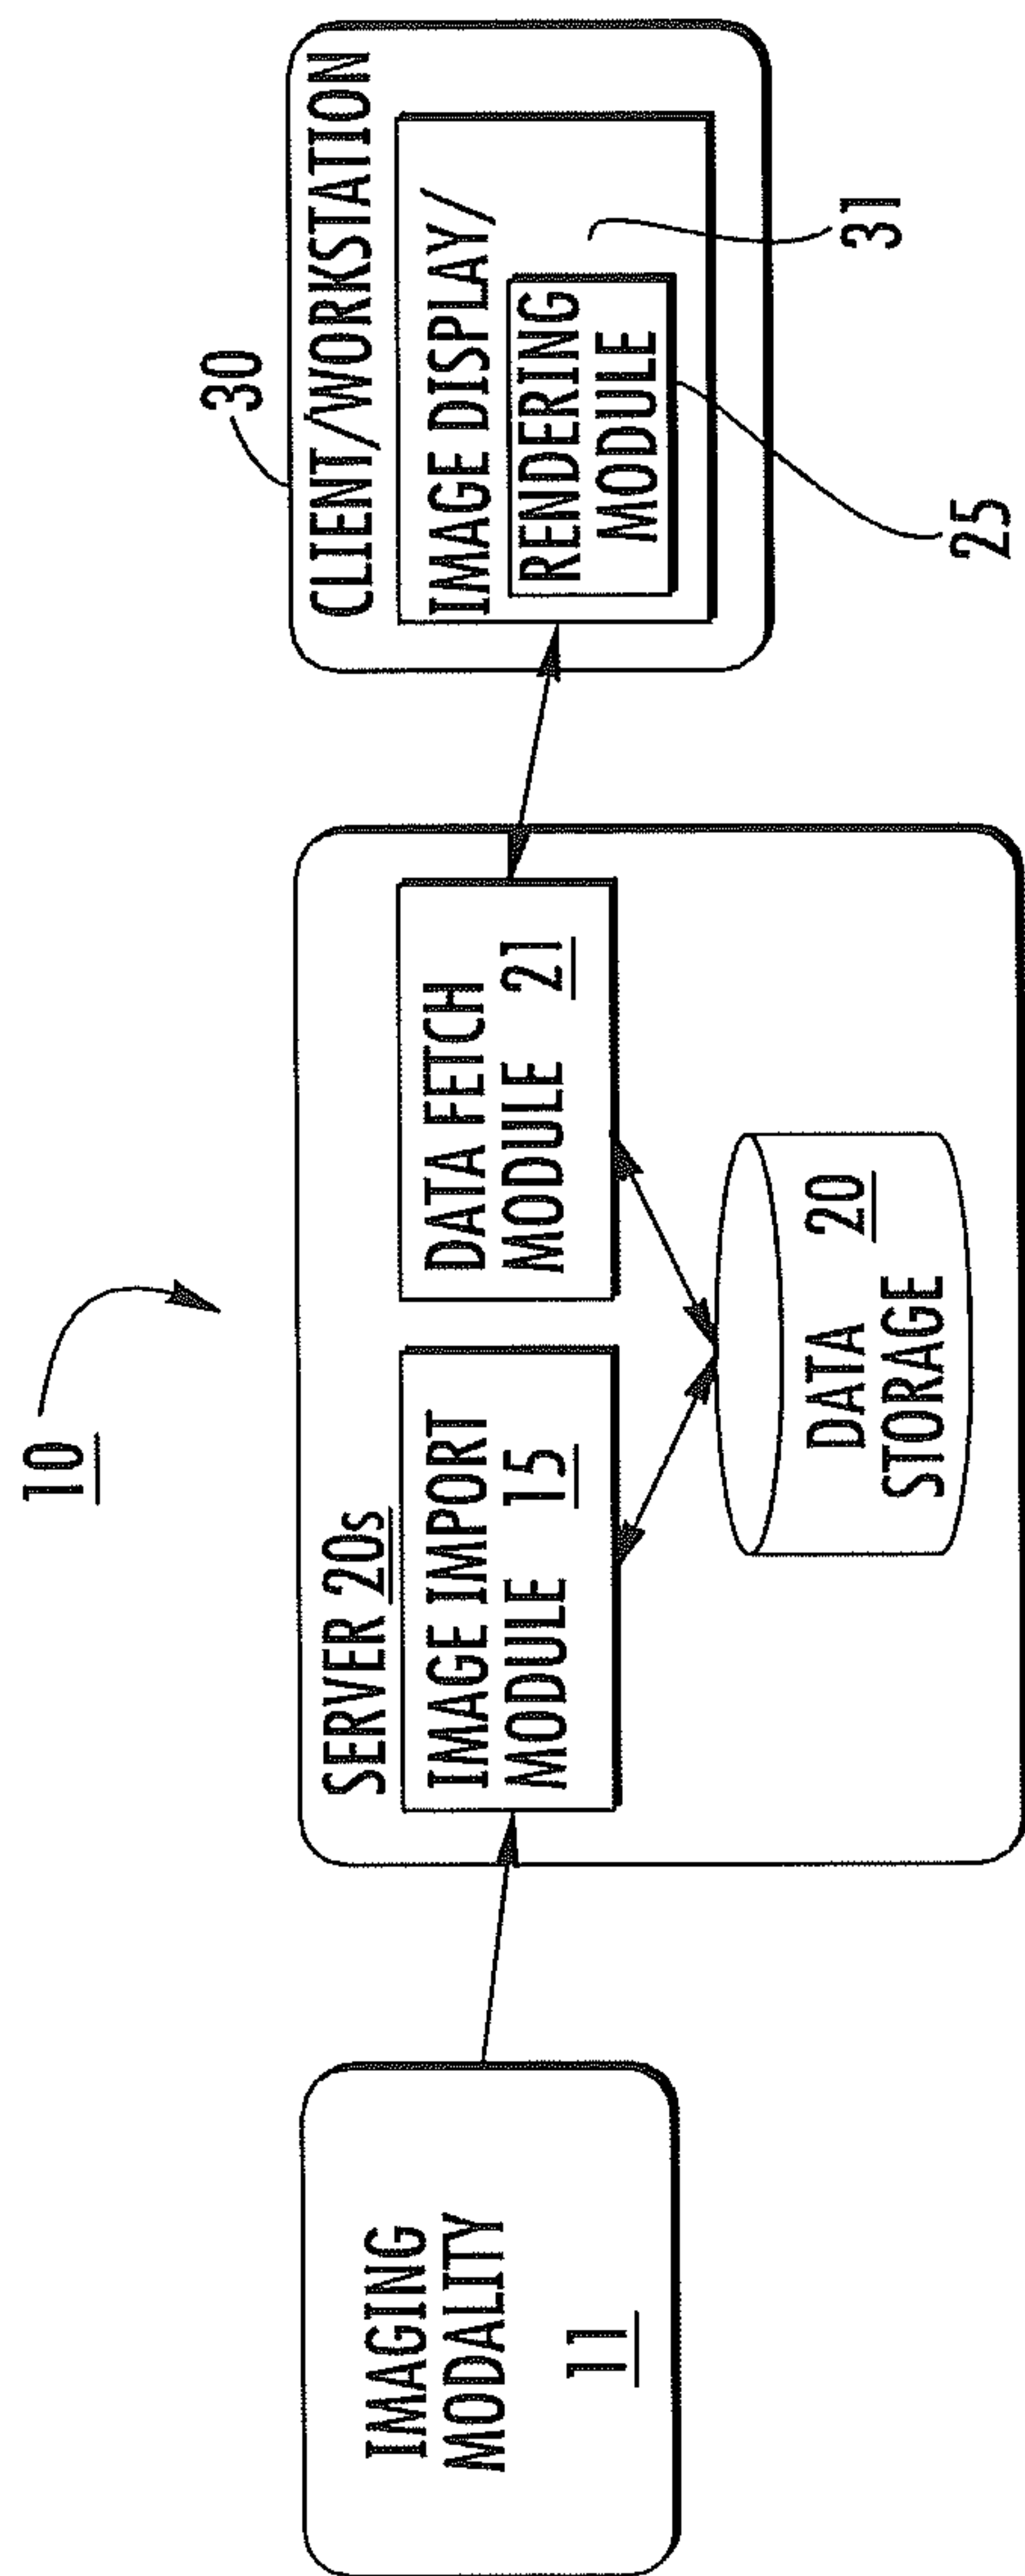 10
IMAGING
MODALITY
11
SERVER 20s
IMAGE IMPORT
MODULE 15
DATA FETCH
MODULE 21
DATA 20
STORAGE
30
CLIENT/WORKSTATION
IMAGE DISPLAY/
RENDERING
MODULE
31
25